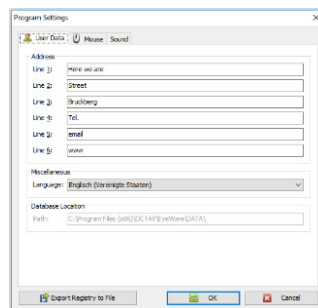 Program Settings
User Data Mouse Sound
Address
Line 1: Here we are
Line 2: Street
Line 3: Bruckberg
Line 4: Tel.
Line 5: email
Line 6: www
Miscellaneous
Language: Englisch (Vereinigte Staaten)
Database Location
Path: C:\Program Files (x86)\OCTAX\EyeWare\DATA\
Export Registry to File OK Cancel